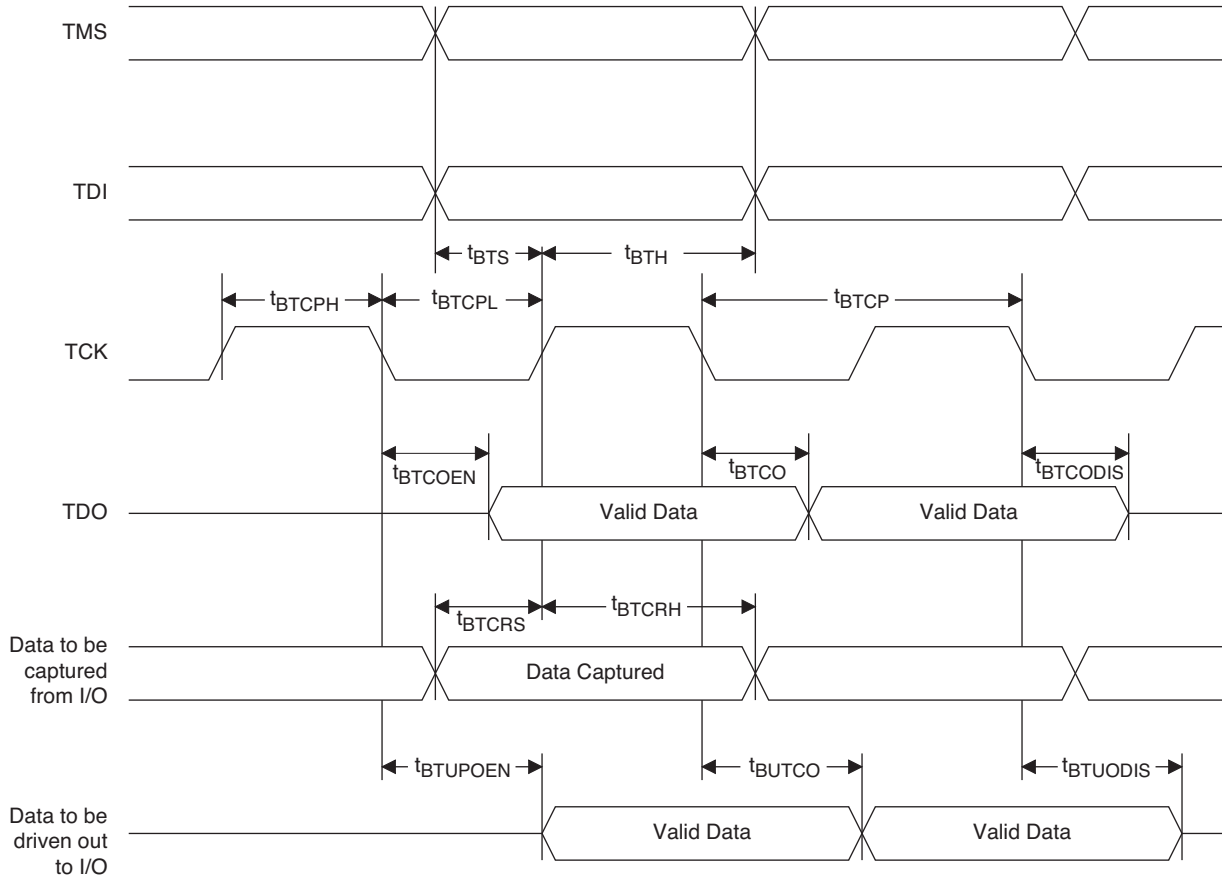 TMS
TDI
tBTS
tBTH
tBTCPH
tBTCPL
tBTCP
TCK
tBTCOEN
tBTCO
tBTCODIS
TDO
Valid Data
Valid Data
tBTCRS
tBTCRH
Data to be
captured
from I/O
Data Captured
tBTUPOEN
tBUTCO
tBTUODIS
Data to be
driven out
to I/O
Valid Data
Valid Data